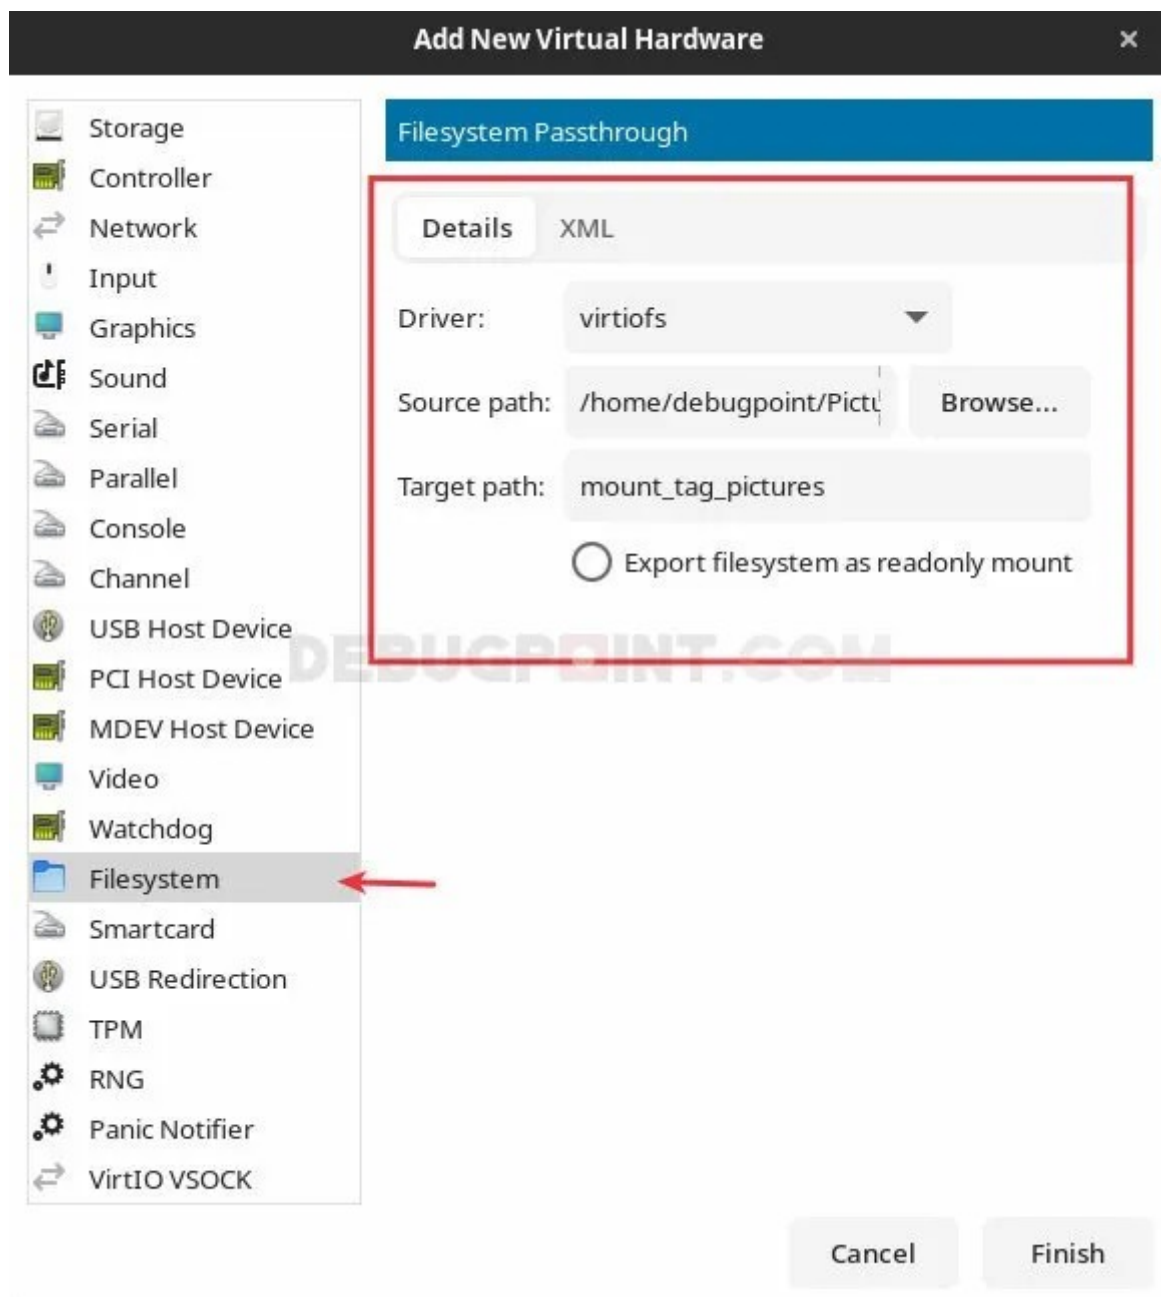 Add New Virtual Hardware
Storage
Controller
Network
Input
Graphics
Sound
Serial
Parallel
Console
Channel
USB Host Device
PCI Host Device
MDEV Host Device
Video
Watchdog
Filesystem
Smartcard
USB Redirection
TPM
RNG
Panic Notifier
VirtIO VSOCK
Filesystem Passthrough
Details XML
Driver: virtiofs
Source path: /home/debugpoint/Pictu Browse...
Target path: mount_tag_pictures
Export filesystem as readonly mount
DEBUGPOINT.COM
Cancel Finish